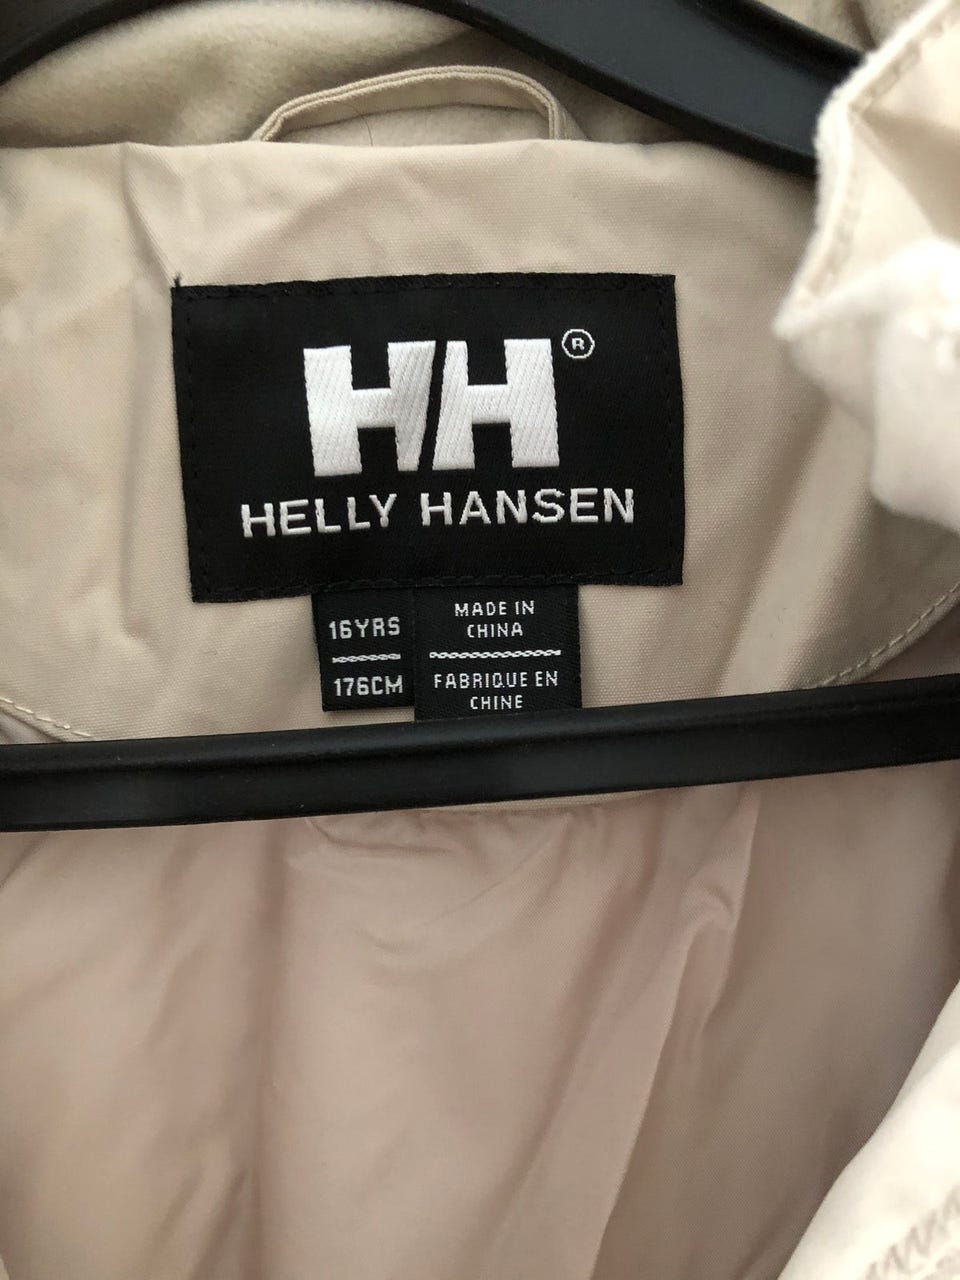 HH®
HELLY HANSEN
16YRS
176CM
MADE IN
CHINA
FABRIQUE EN
CHINE